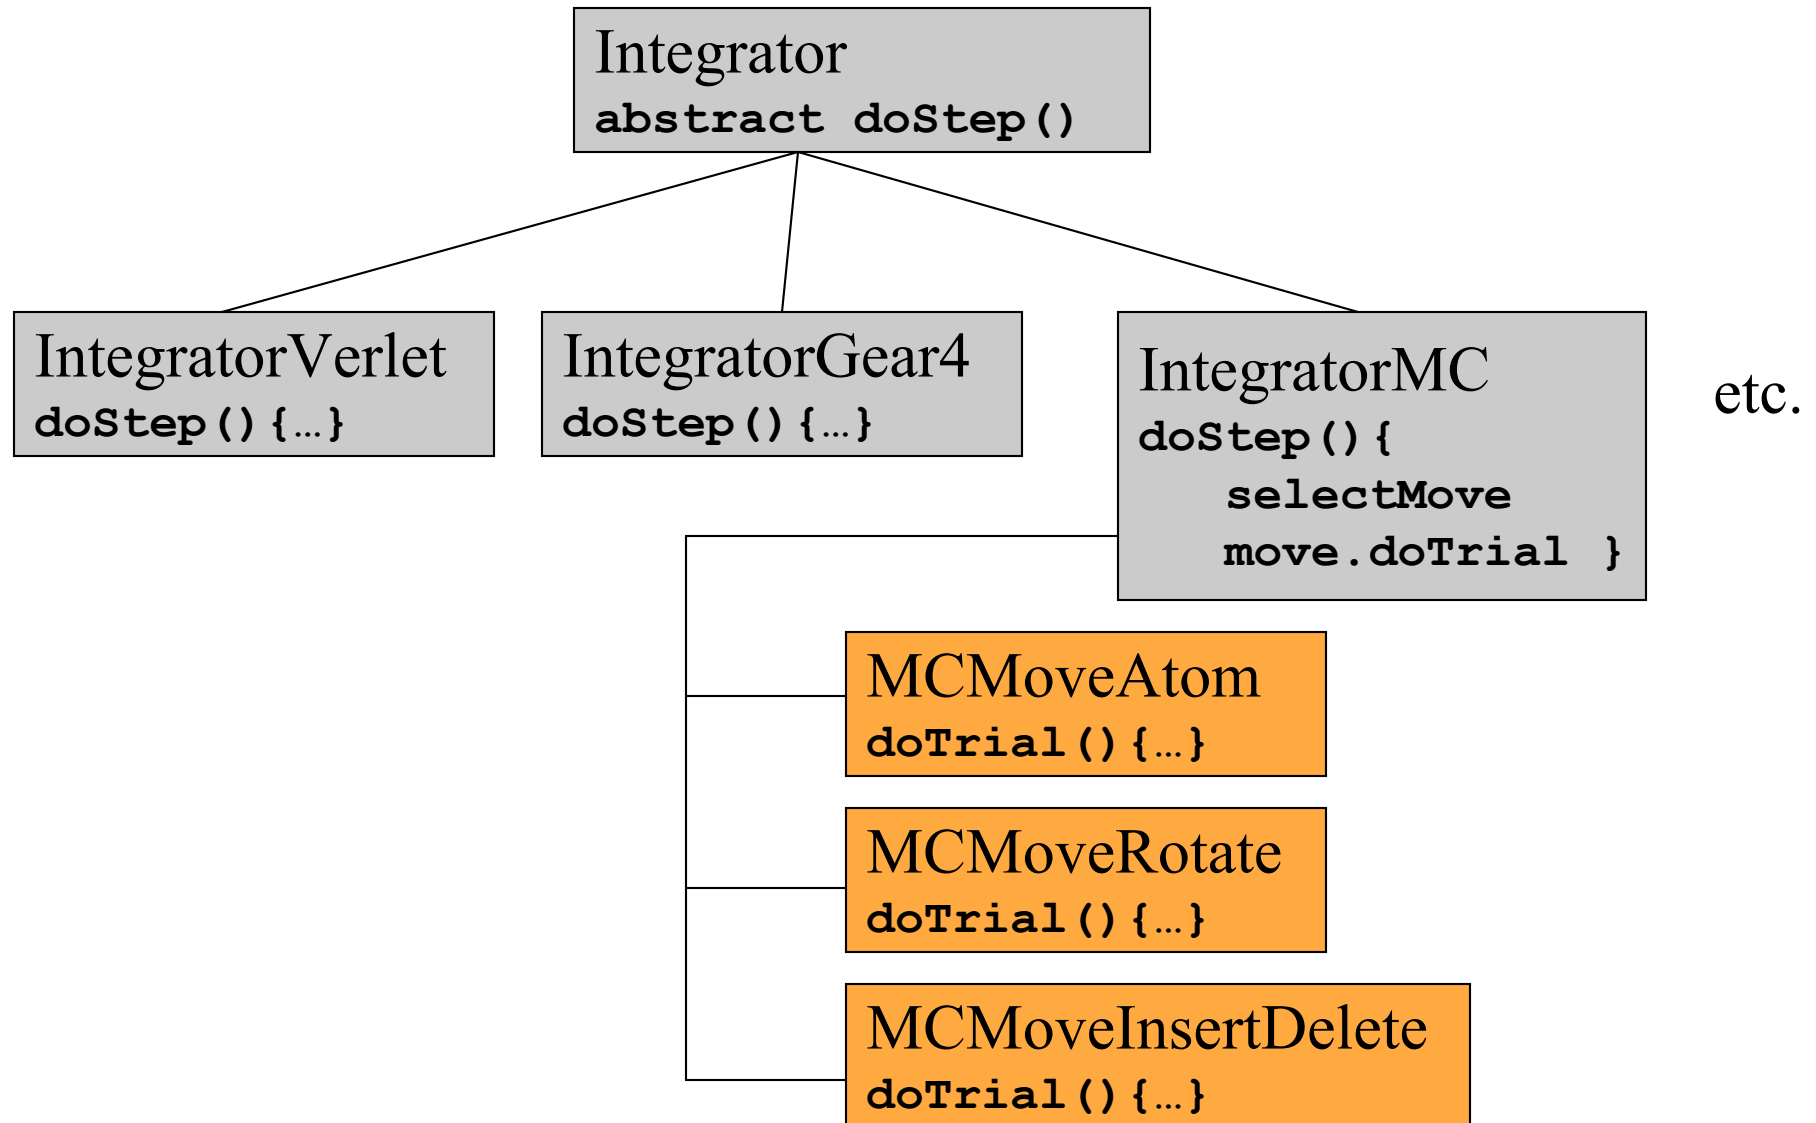 Integrator
abstract doStep()
IntegratorVerlet
doStep(){…}
IntegratorGear4
doStep(){…}
IntegratorMC
doStep(){
selectMove
move.doTrial }
etc.
MCMoveAtom
doTrial(){…}
MCMoveRotate
doTrial(){…}
MCMoveInsertDelete
doTrial(){…}